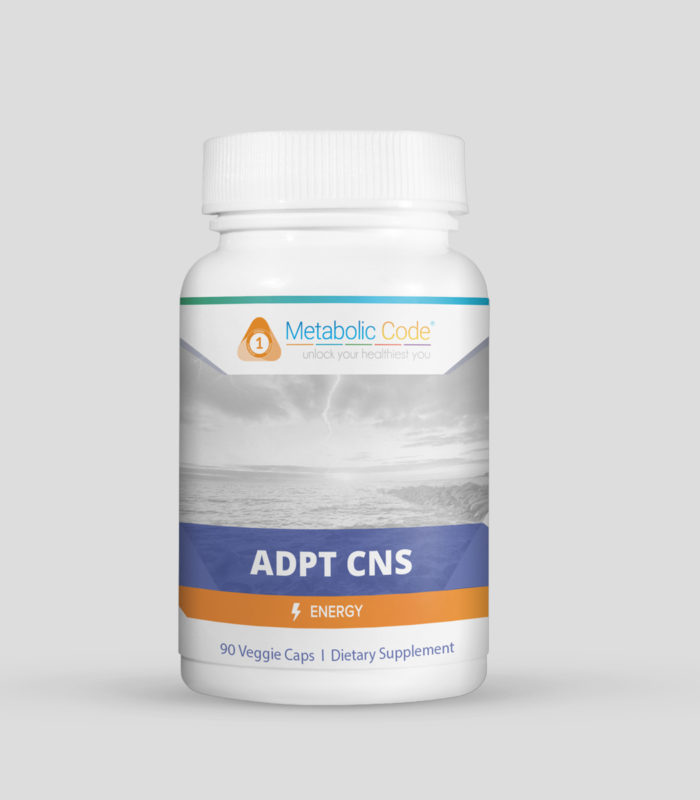 1
Metabolic Code®
unlock your healthiest you
ADPT CNS
ENERGY
90 Veggie Caps | Dietary Supplement